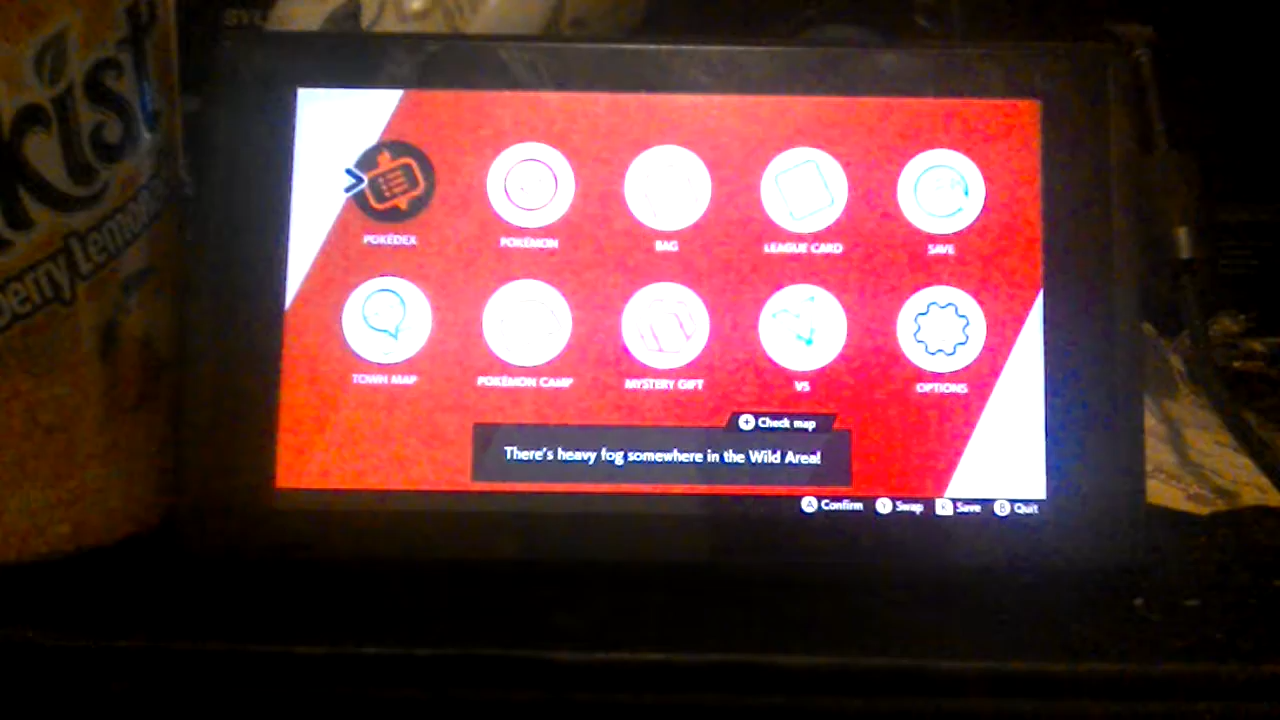 kist
berry Lemon
POKÉDEX
POKÉMON
BAG
LEAGUE CARD
SAVE
TOWN MAP
POKÉMON CAMP
MYSTERY GIFT
VS
OPTIONS
+ Check map
There's heavy fog somewhere in the Wild Area!
A Confirm Y Swap R Save B Quit